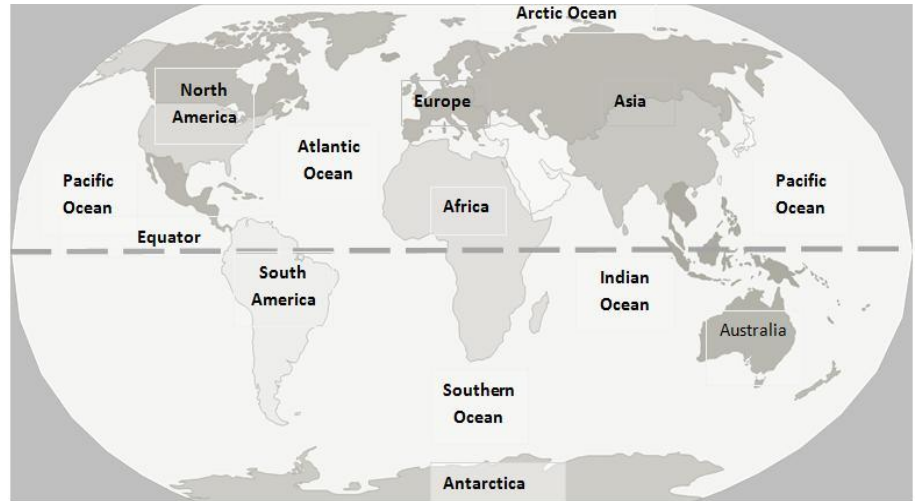 Arctic Ocean
North
America
Europe
Asia
Atlantic
Ocean
Pacific
Ocean
Africa
Pacific
Ocean
Equator
South
America
Indian
Ocean
Australia
Southern
Ocean
Antarctica